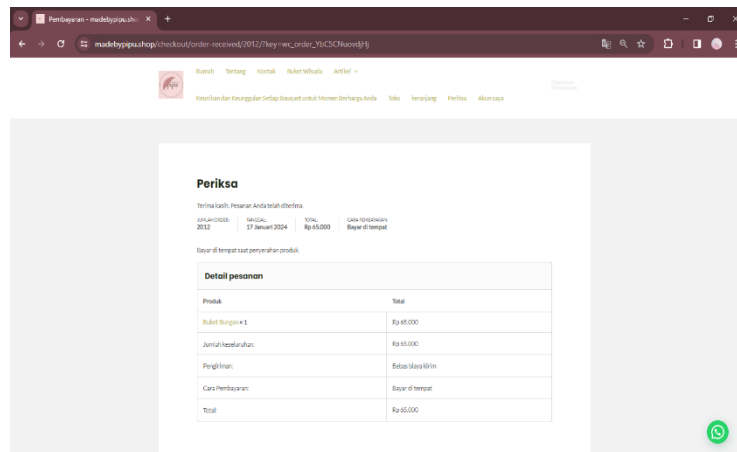 Pembayaran - madebypipu.sho
madebypipu.shop/checkout/order-received/2012/?key=wc_order_YbC5CNuovdjHj
Rumah Tentang Kontak Buket Wisuda Artikel
Keunikan dan Keunggulan Setiap Bouquet untuk Momen Berharga Anda Toko keranjang Periksa Akun saya
Periksa
Terima kasih. Pesanan Anda telah diterima.
JUMLAH ORDER: TANGGAL: TOTAL: CARA PEMBAYARAN:
2012 17 Januari 2024 Rp 65.000 Bayar di tempat
Bayar di tempat saat penyerahan produk.
Detail pesanan
Produk Total
Buket Bungan × 1 Rp 65.000
Jumlah keseluruhan: Rp 65.000
Pengiriman: Bebas biaya kirim
Cara Pembayaran: Bayar di tempat
Total: Rp 65.000